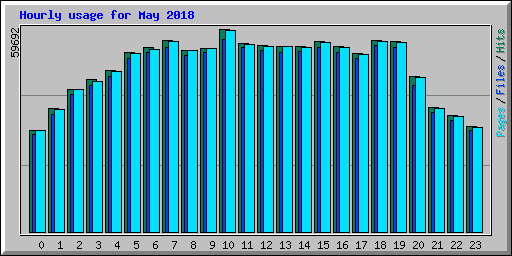 Hourly usage for May 2018
59692
Pages/Files/Hits
0 1 2 3 4 5 6 7 8 9 10 11 12 13 14 15 16 17 18 19 20 21 22 23